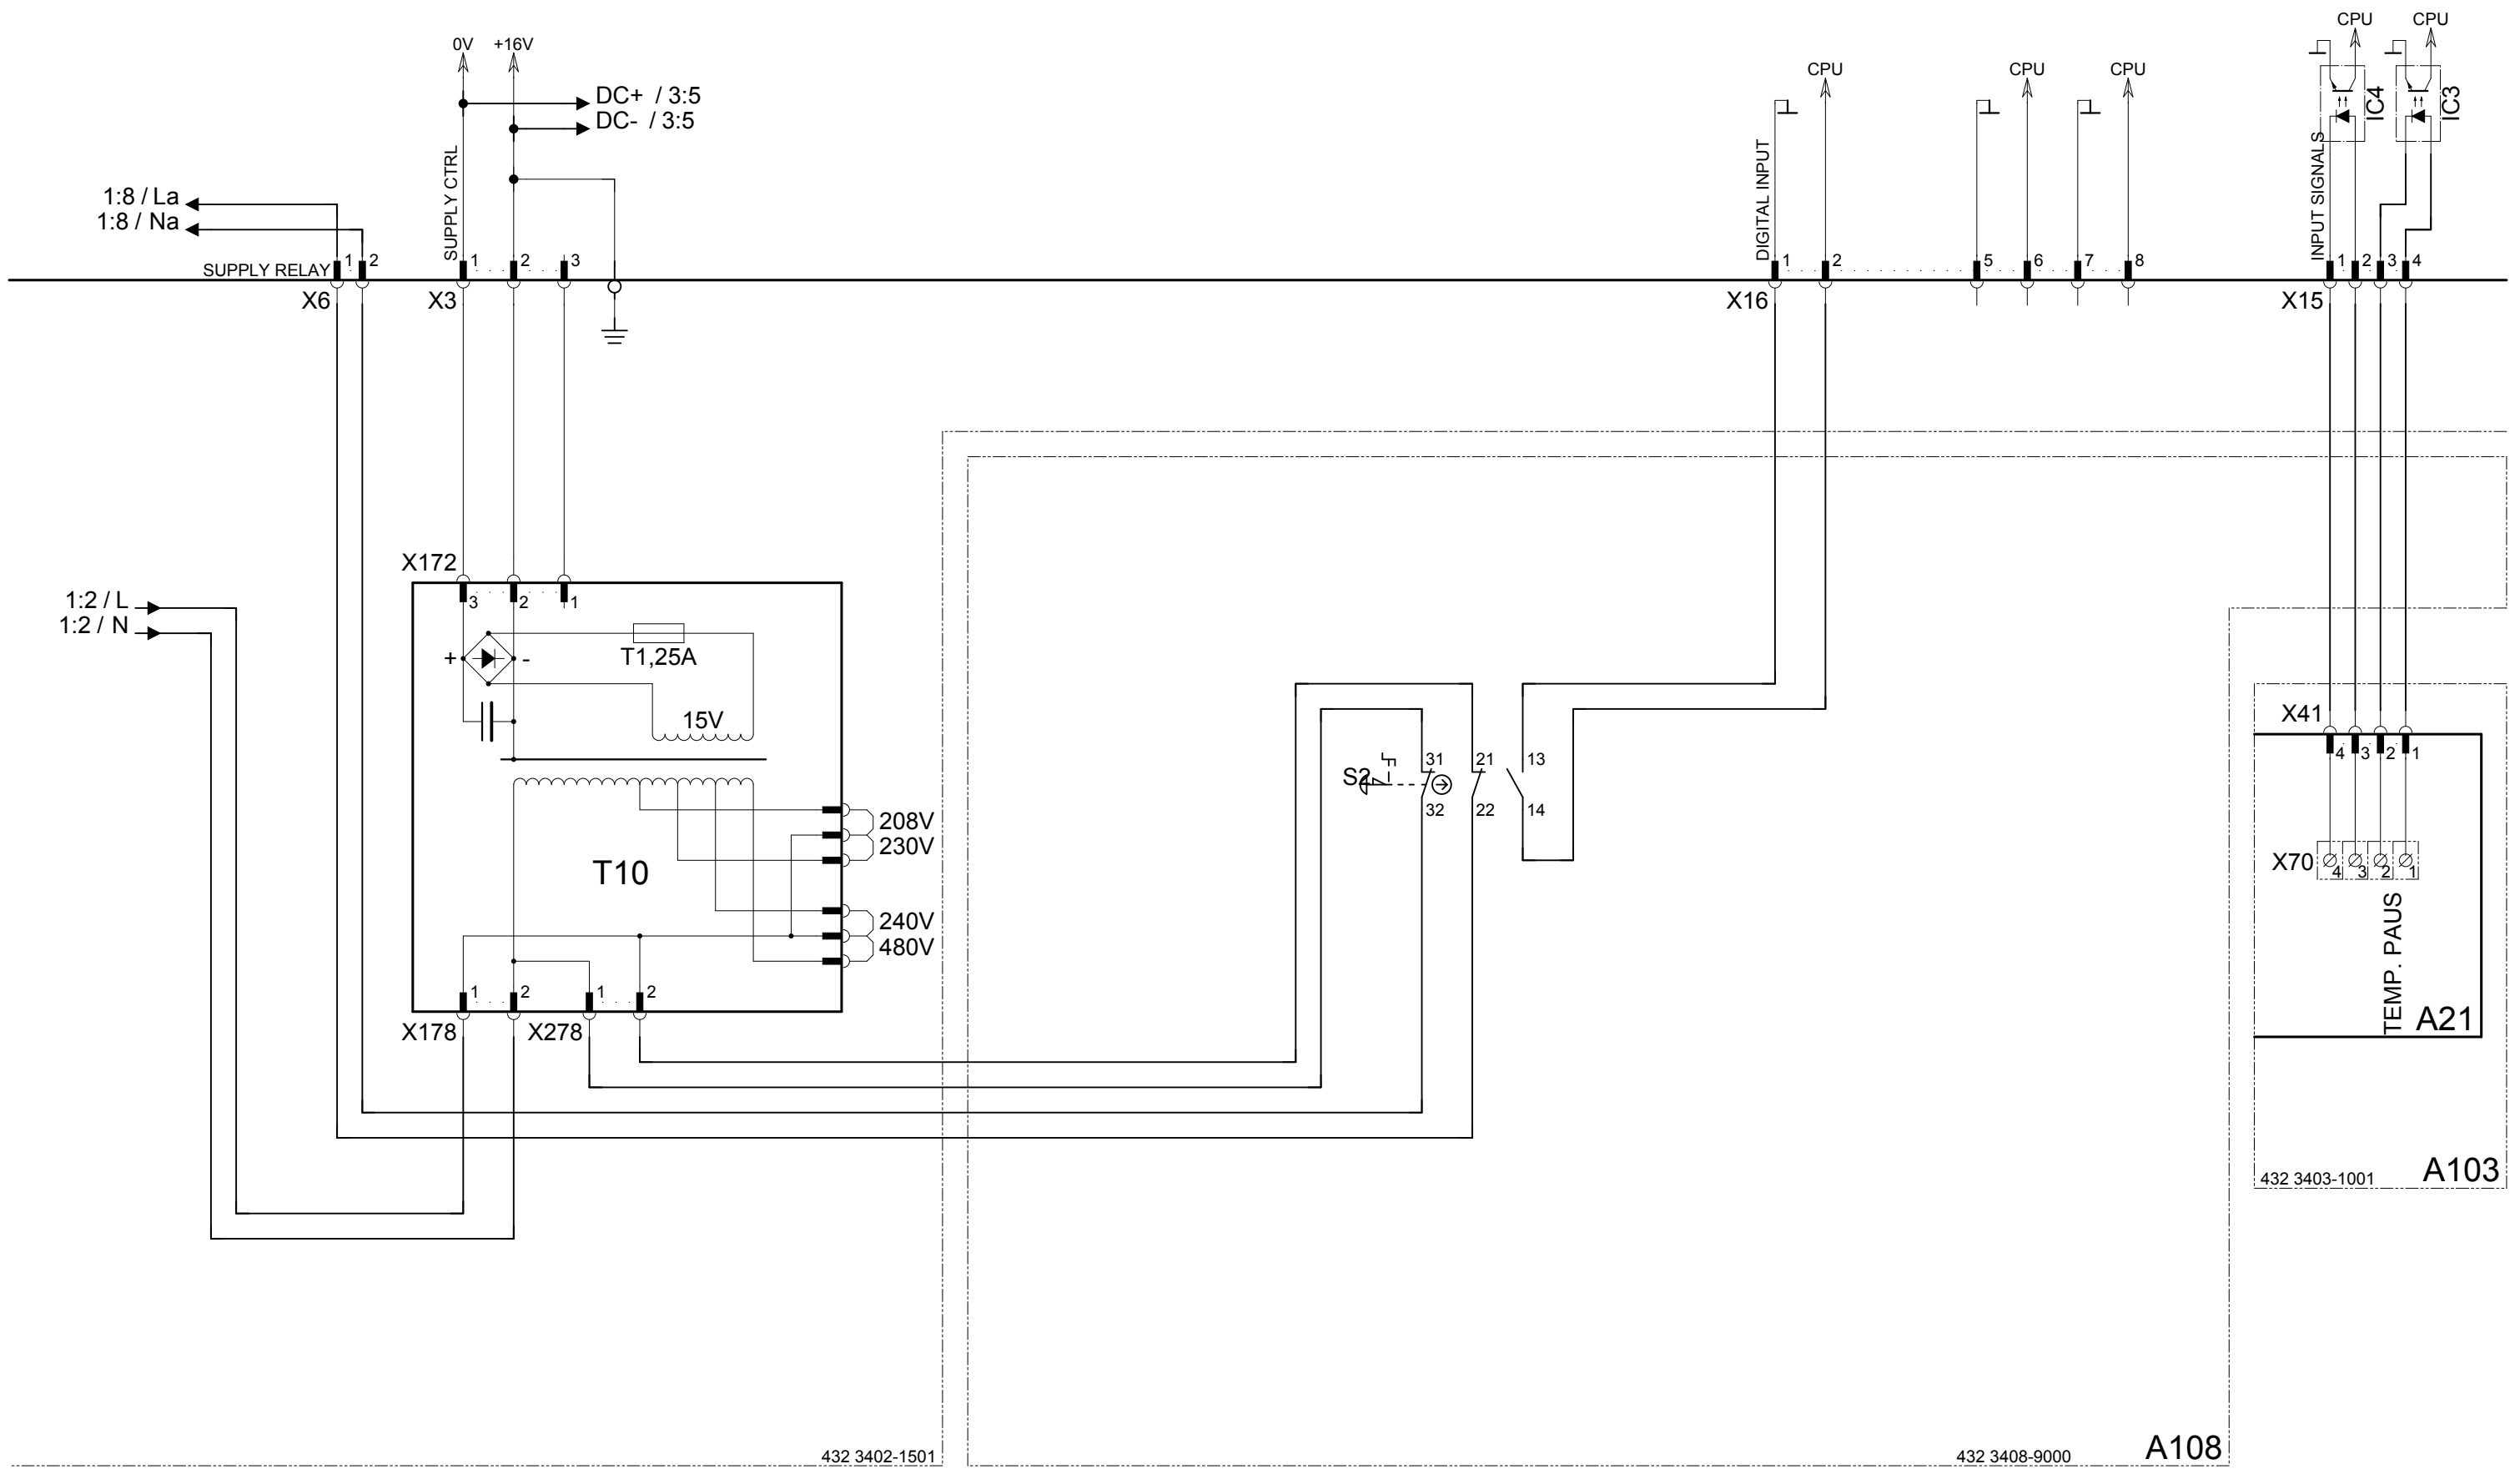 CPU CPU
0V +16V
CPU CPU CPU
DC+ / 3:5
DC- / 3:5
IC4 IC3
SUPPLY CTRL
DIGITAL INPUT
INPUT SIGNALS
1:8 / La
1:8 / Na
SUPPLY RELAY 1 2 1 2 3 1 2 5 6 7 8 1 2 3 4
X6 X3 X16 X15
X172
3 2 1
1:2 / L
1:2 / N
+ - T1,25A
15V
X41
4 3 2 1
31 21 13
S2
32 22 14
208V
230V
T10
X70 4 3 2 1
240V
480V
TEMP. PAUS
1 2 1 2
X178 X278
A21
432 3403-1001 A103
432 3402-1501
432 3408-9000 A108